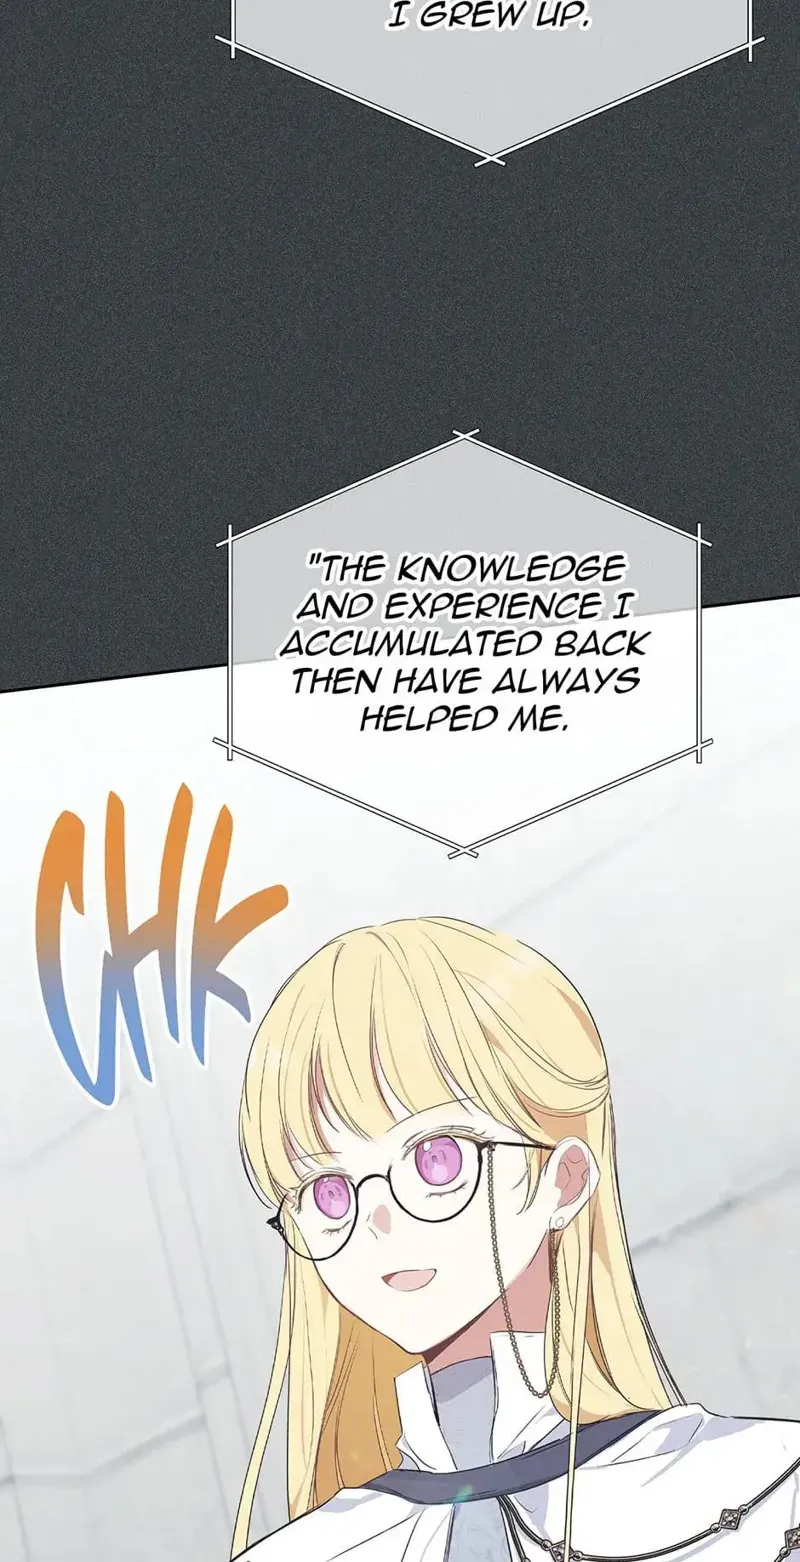 I GREW UP.
"THE KNOWLEDGE
AND EXPERIENCE I
ACCUMULATED BACK
THEN HAVE ALWAYS
HELPED ME.
CHK